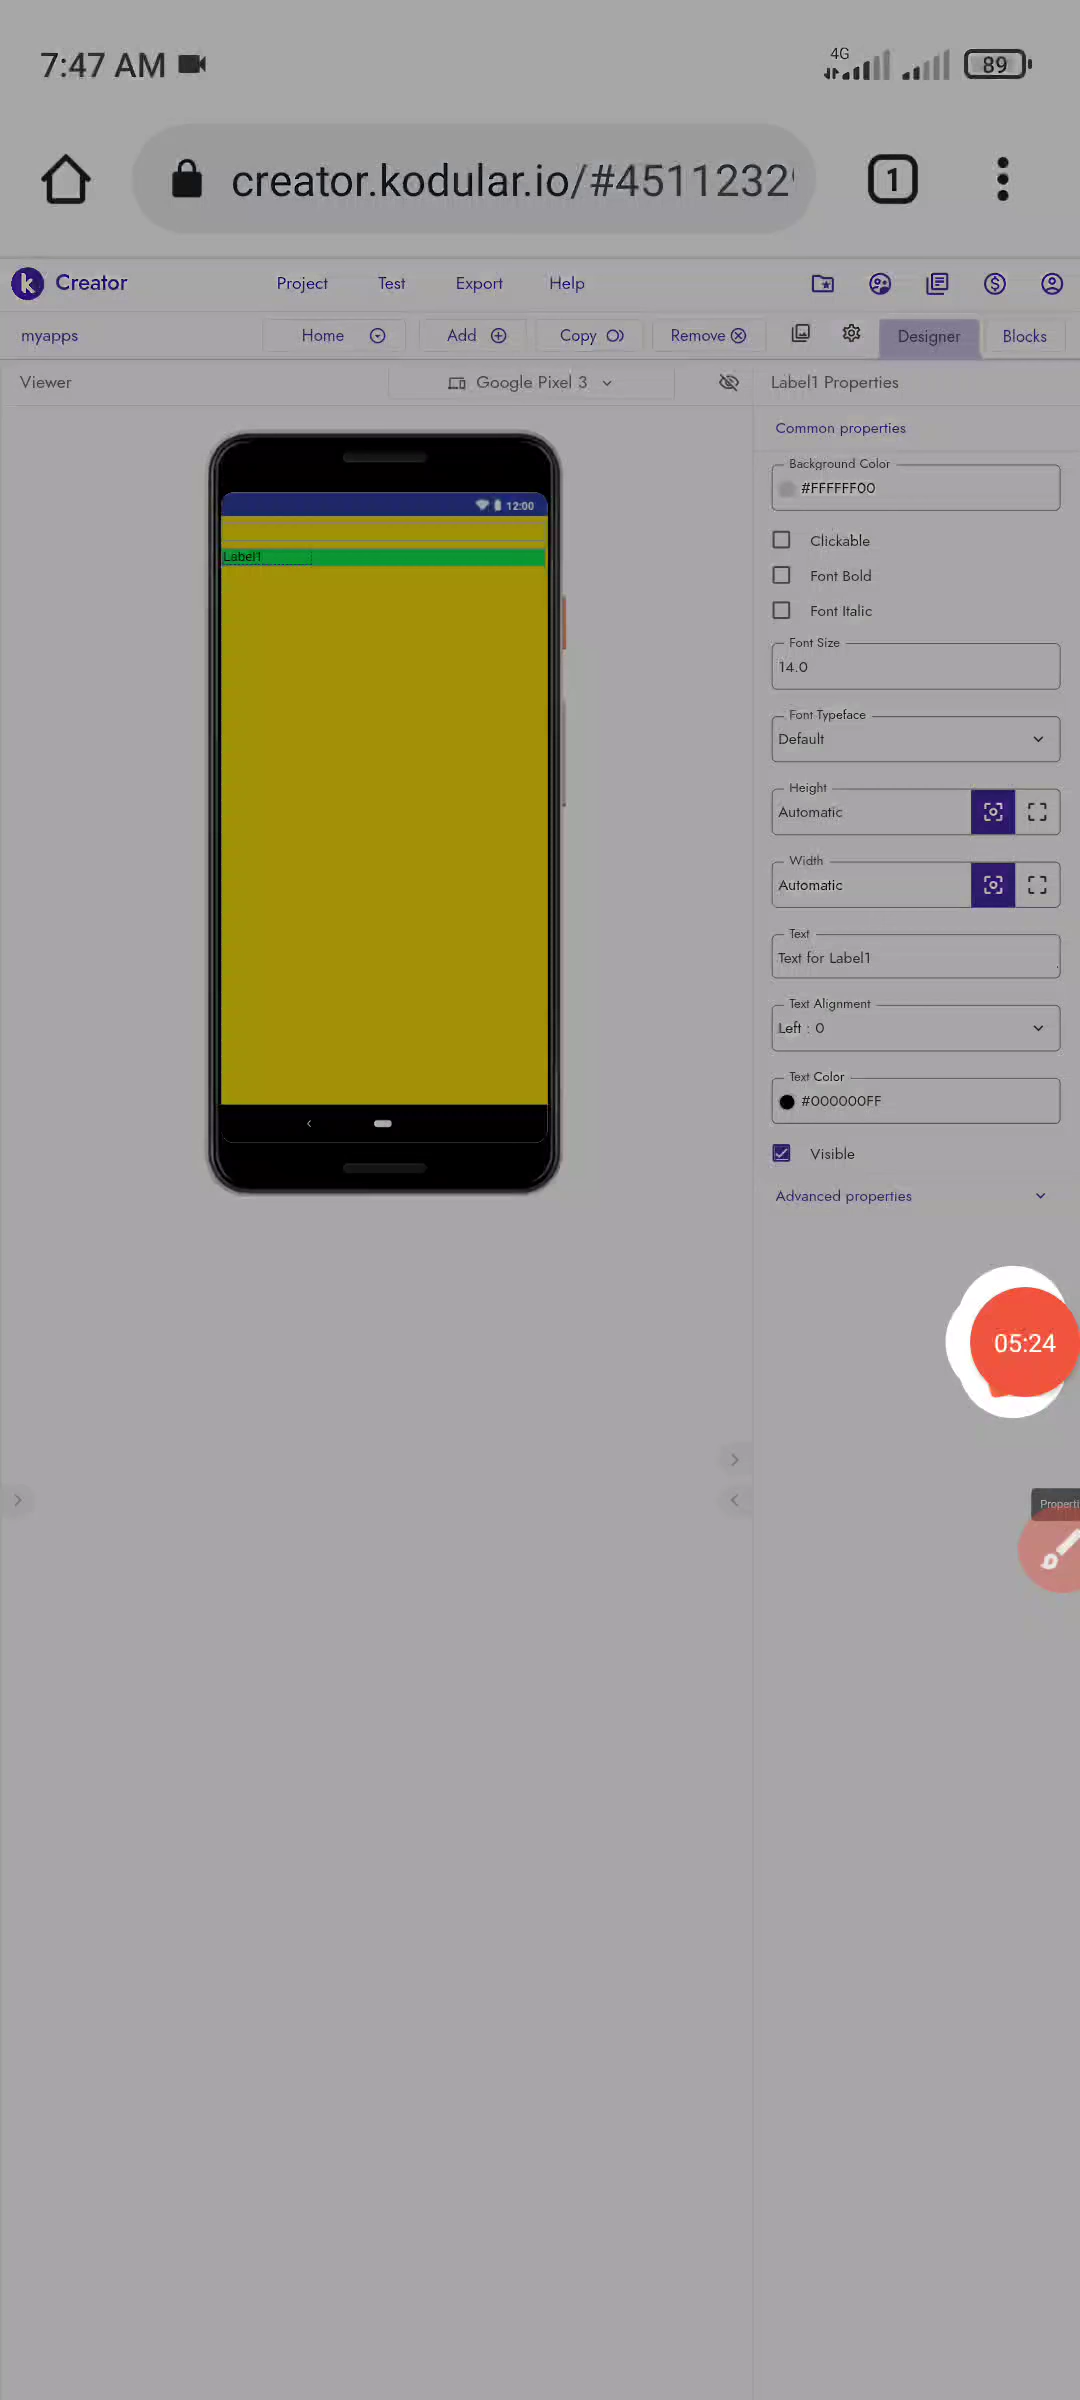 7:47 AM
4G
89
creator.kodular.io/#45112329
1
Creator
Project
Test
Export
Help
myapps
Home
Add
Copy
Remove
Designer
Blocks
Viewer
Google Pixel 3
Label1 Properties
Common properties
Background Color
#FFFFFF00
12:00
Label1
Clickable
Font Bold
Font Italic
Font Size
14.0
Font Typeface
Default
Height
Automatic
Width
Automatic
Text
Text for Label1
Text Alignment
Left : 0
Text Color
#000000FF
Visible
Advanced properties
05:24
Properti